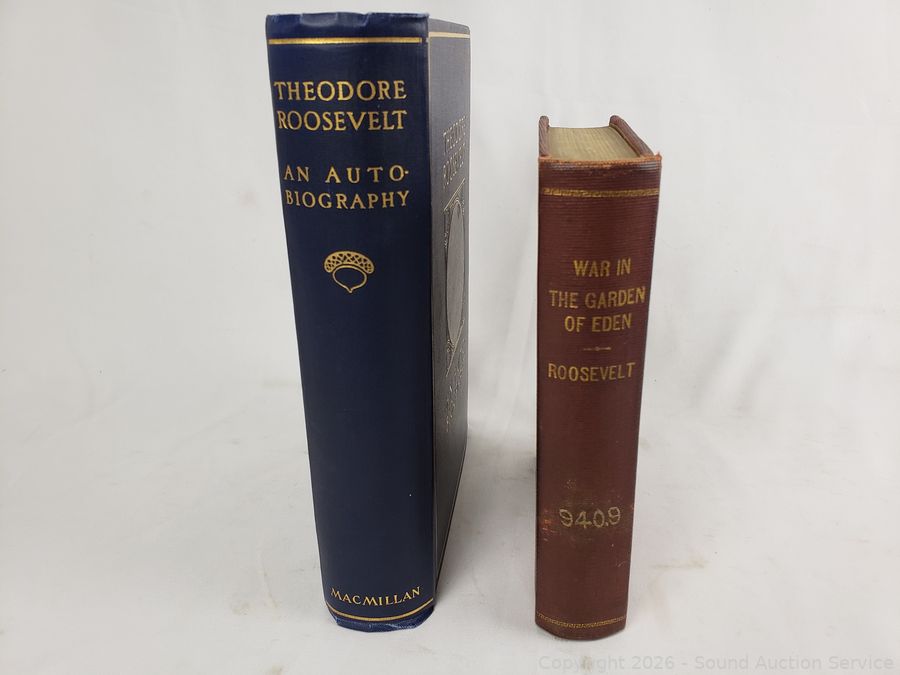 THEODORE
ROOSEVELT
AN AUTO-
BIOGRAPHY
MACMILLAN
THEODORE
WAR IN
THE GARDEN
OF EDEN
ROOSEVELT
940.9
Copyright 2026 - Sound Auction Service